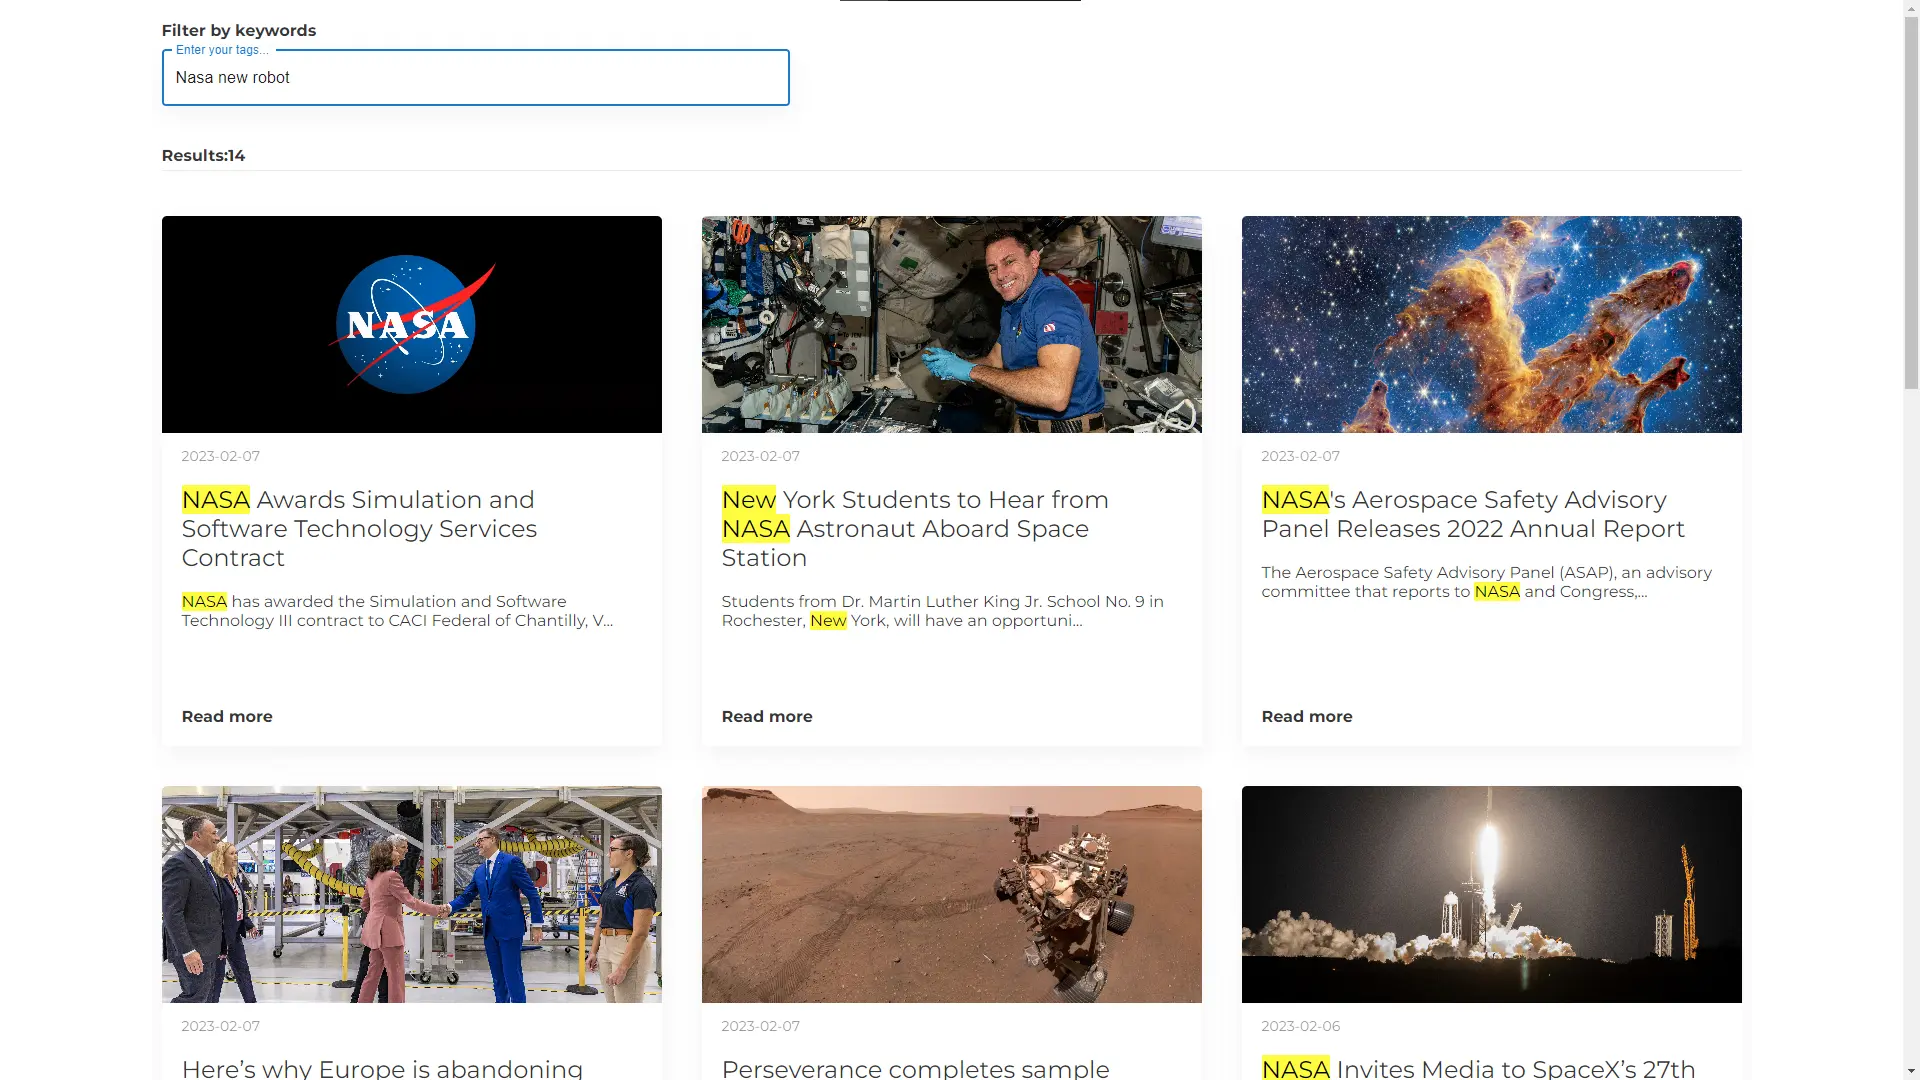 Filter by keywords
Enter your tags...
Nasa new robot
Results:14
NASA
2023-02-07
NASA Awards Simulation and
Software Technology Services
Contract
NASA has awarded the Simulation and Software
Technology III contract to CACI Federal of Chantilly, V...
Read more
2023-02-07
New York Students to Hear from
NASA Astronaut Aboard Space
Station
Students from Dr. Martin Luther King Jr. School No. 9 in
Rochester, New York, will have an opportuni...
Read more
2023-02-07
NASA's Aerospace Safety Advisory
Panel Releases 2022 Annual Report
The Aerospace Safety Advisory Panel (ASAP), an advisory
committee that reports to NASA and Congress,...
Read more
2023-02-07
Here’s why Europe is abandoning
2023-02-07
Perseverance completes sample
2023-02-06
NASA Invites Media to SpaceX’s 27th